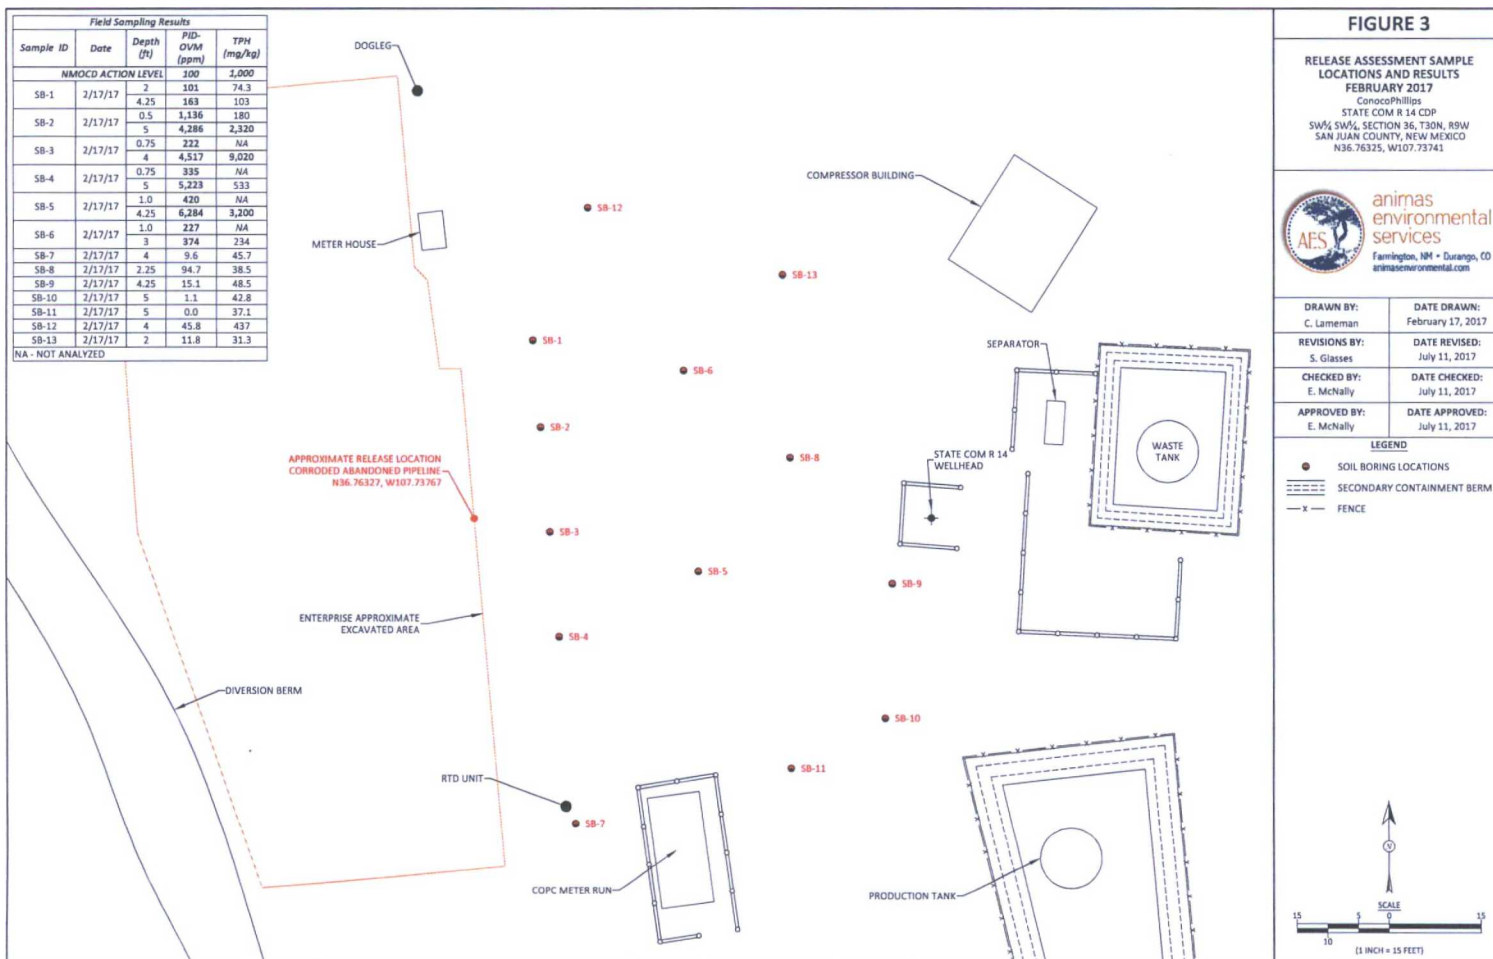 Field Sampling Results
Sample ID Date Depth (ft) PID-OVM (ppm) TPH (mg/kg)
NMOCD ACTION LEVEL 100 1,000
SB-1 2/17/17 2 101 74.3
4.25 163 103
SB-2 2/17/17 0.5 1,136 180
5 4,286 2,320
SB-3 2/17/17 0.75 222 NA
4 4,517 9,020
SB-4 2/17/17 0.75 335 NA
5 5,223 533
SB-5 2/17/17 1.0 420 NA
4.25 6,284 3,200
SB-6 2/17/17 1.0 227 NA
3 374 234
SB-7 2/17/17 4 9.6 45.7
SB-8 2/17/17 2.25 94.7 38.5
SB-9 2/17/17 4.25 15.1 48.5
SB-10 2/17/17 5 1.1 42.8
SB-11 2/17/17 5 0.0 37.1
SB-12 2/17/17 4 45.8 437
SB-13 2/17/17 2 11.8 31.3
NA - NOT ANALYZED
DOGLEG
COMPRESSOR BUILDING
SB-12
METER HOUSE
SB-13
SB-1
SEPARATOR
SB-6
SB-2
WASTE
TANK
APPROXIMATE RELEASE LOCATION
CORRODED ABANDONED PIPELINE
N36.76327, W107.73767
SB-8
STATE COM R 14
WELLHEAD
SB-3
SB-5
SB-9
ENTERPRISE APPROXIMATE
EXCAVATED AREA
SB-4
DIVERSION BERM
SB-10
SB-11
RTD UNIT
SB-7
COPC METER RUN
PRODUCTION TANK
FIGURE 3
RELEASE ASSESSMENT SAMPLE
LOCATIONS AND RESULTS
FEBRUARY 2017
ConocoPhillips
STATE COM R 14 CDP
SW¼ SW¼, SECTION 36, T30N, R9W
SAN JUAN COUNTY, NEW MEXICO
N36.76325, W107.73741
AES
animas
environmental
services
Farmington, NM • Durango, CO
animasenvironmental.com
DRAWN BY: DATE DRAWN:
C. Lameman February 17, 2017
REVISIONS BY: DATE REVISED:
S. Glasses July 11, 2017
CHECKED BY: DATE CHECKED:
E. McNally July 11, 2017
APPROVED BY: DATE APPROVED:
E. McNally July 11, 2017
LEGEND
SOIL BORING LOCATIONS
SECONDARY CONTAINMENT BERM
x FENCE
N
SCALE
15 5 0 15
10
(1 INCH = 15 FEET)